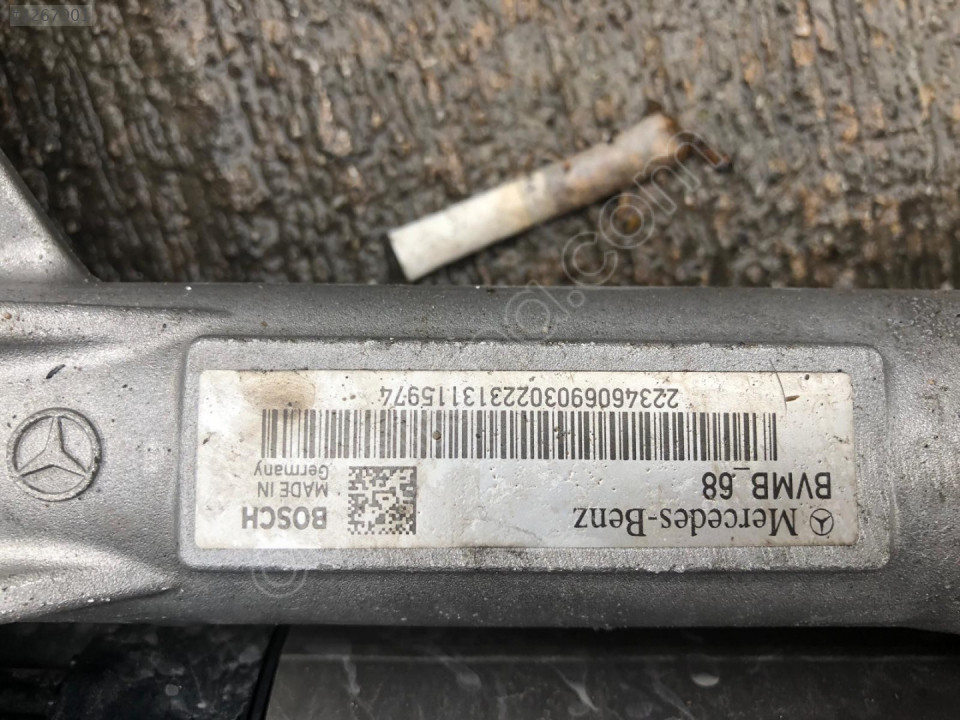 Mercedes-Benz
BVMB_68
BOSCH
MADE IN
Germany
2234606903022313115974